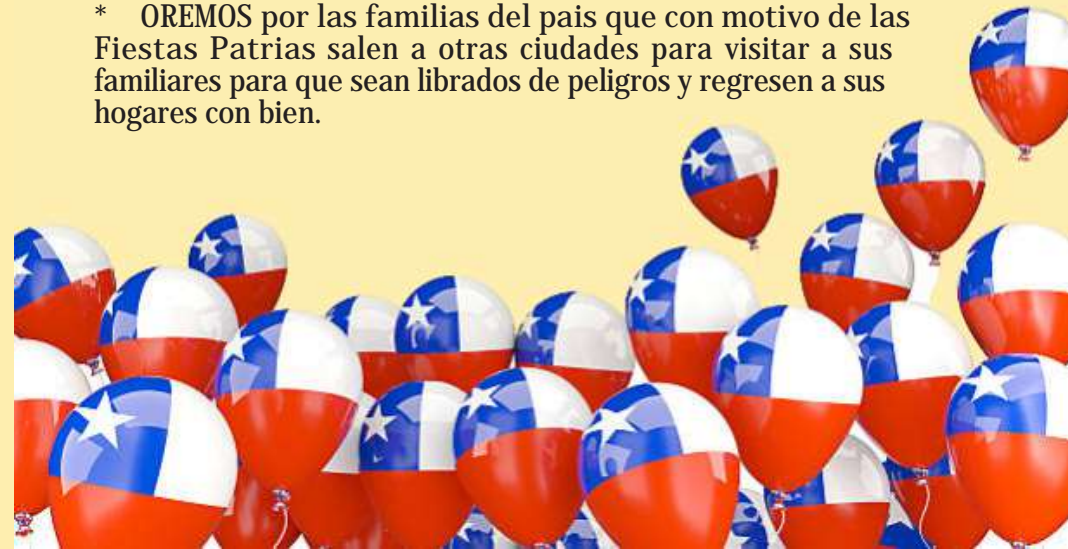 * OREMOS por las familias del pais que con motivo de las
Fiestas Patrias salen a otras ciudades para visitar a sus
familiares para que sean librados de peligros y regresen a sus
hogares con bien.